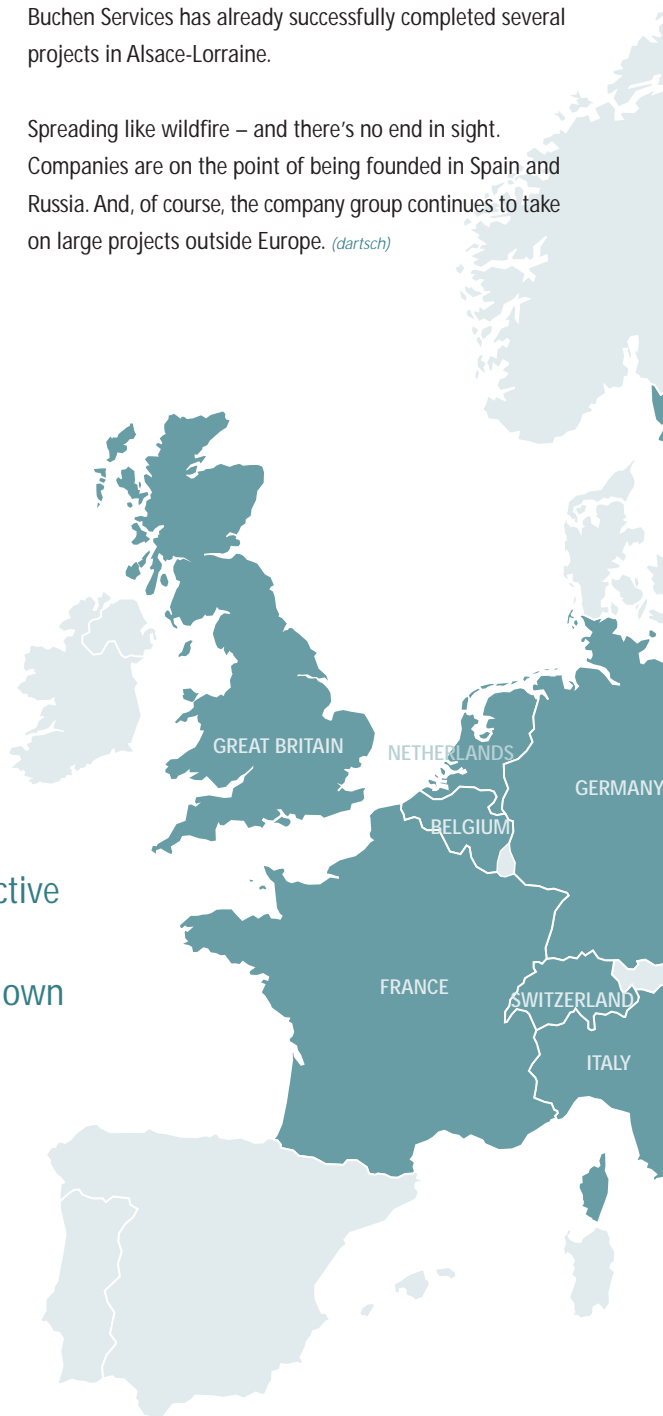 Buchen Services has already successfully completed several
projects in Alsace-Lorraine.
Spreading like wildfire – and there's no end in sight.
Companies are on the point of being founded in Spain and
Russia. And, of course, the company group continues to take
on large projects outside Europe. (dartsch)
GREAT BRITAIN
NETHERLANDS
GERMANY
BELGIUM
ctive
own
FRANCE
SWITZERLAND
ITALY